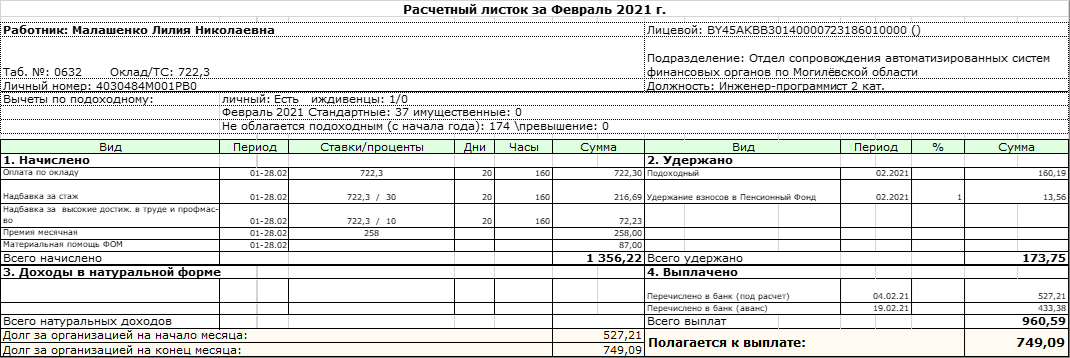 Расчетный листок за Февраль 2021 г.
Работник: Малашенко Лилия Николаевна
Лицевой: BY45AKBB30140000723186010000 ()
Таб. №: 0632 Оклад/ТС: 722,3
Подразделение: Отдел сопровождения автоматизированных систем
финансовых органов по Могилёвской области
Личный номер: 4030484М001РВ0
Должность: Инженер-программист 2 кат.
Вычеты по подоходному: личный: Есть иждивенцы: 1/0
Февраль 2021 Стандартные: 37 имущественные: 0
Не облагается подоходным (с начала года): 174 \превышение: 0
Вид Период Ставки/проценты Дни Часы Сумма Вид Период % Сумма
1. Начислено 2. Удержано
Оплата по окладу 01-28.02 722,3 20 160 722,30 Подоходный 02.2021 160,19
Надбавка за стаж 01-28.02 722,3 / 30 20 160 216,69 Удержание взносов в Пенсионный Фонд 02.2021 1 13,56
Надбавка за высокие достиж. в труде и профмас-
во 01-28.02 722,3 / 10 20 160 72,23
Премия месячная 01-28.02 258 258,00
Материальная помощь ФОМ 01-28.02 87,00
Всего начислено 1 356,22 Всего удержано 173,75
3. Доходы в натуральной форме 4. Выплачено
Перечислено в банк (под расчет) 04.02.21 527,21
Перечислено в банк (аванс) 19.02.21 433,38
Всего натуральных доходов Всего выплат 960,59
Долг за организацией на начало месяца: 527,21
Полагается к выплате: 749,09
Долг за организацией на конец месяца: 749,09